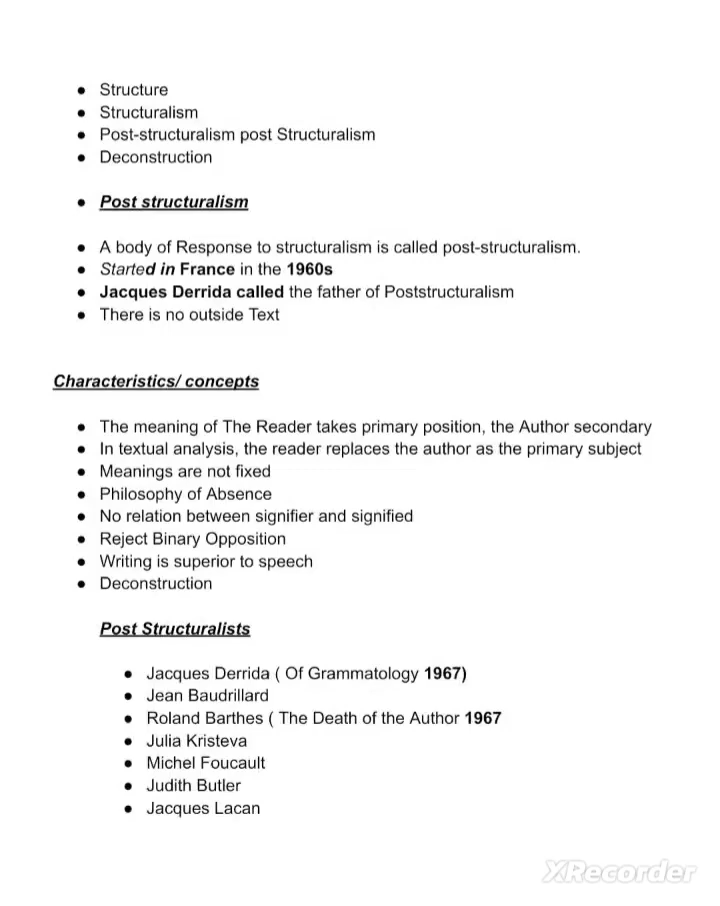 ● Structure
● Structuralism
● Post-structuralism post Structuralism
● Deconstruction
● Post structuralism
● A body of Response to structuralism is called post-structuralism.
● Started in France in the 1960s
● Jacques Derrida called the father of Poststructuralism
● There is no outside Text
Characteristics/ concepts
● The meaning of The Reader takes primary position, the Author secondary
● In textual analysis, the reader replaces the author as the primary subject
● Meanings are not fixed
● Philosophy of Absence
● No relation between signifier and signified
● Reject Binary Opposition
● Writing is superior to speech
● Deconstruction
Post Structuralists
● Jacques Derrida ( Of Grammatology 1967)
● Jean Baudrillard
● Roland Barthes ( The Death of the Author 1967
● Julia Kristeva
● Michel Foucault
● Judith Butler
● Jacques Lacan
XRecorder